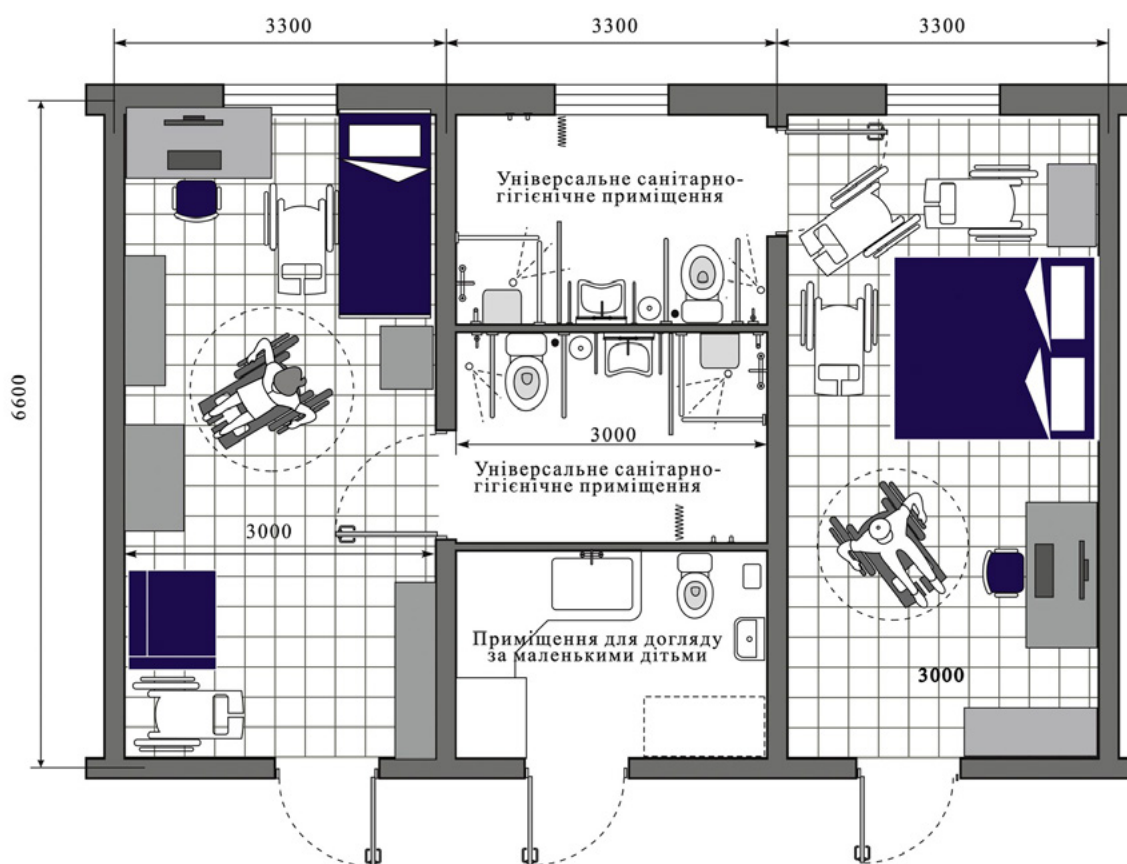 3300
3300
3300
Універсальне санітарно-
гігієнічне приміщення
6600
3000
Універсальне санітарно-
гігієнічне приміщення
3000
Приміщення для догляду
за маленькими дітьми
3000